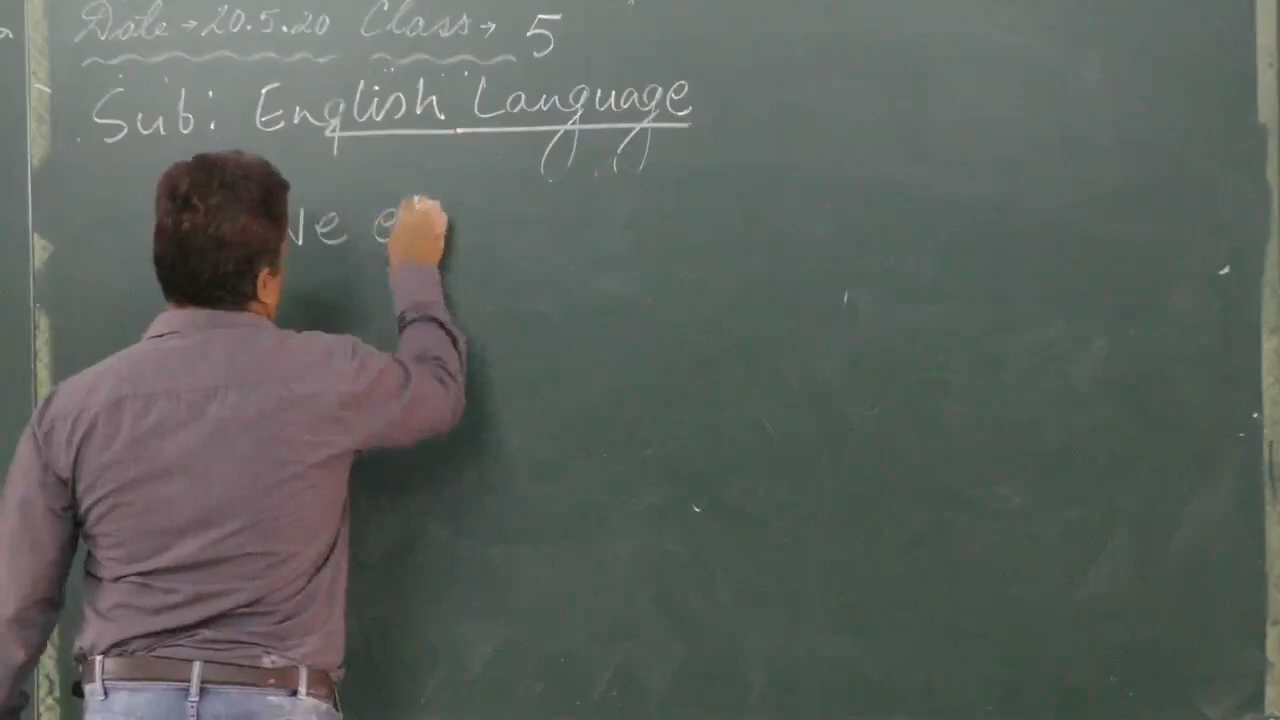 Date → 20.5.20 Class → 5
Sub: English Language